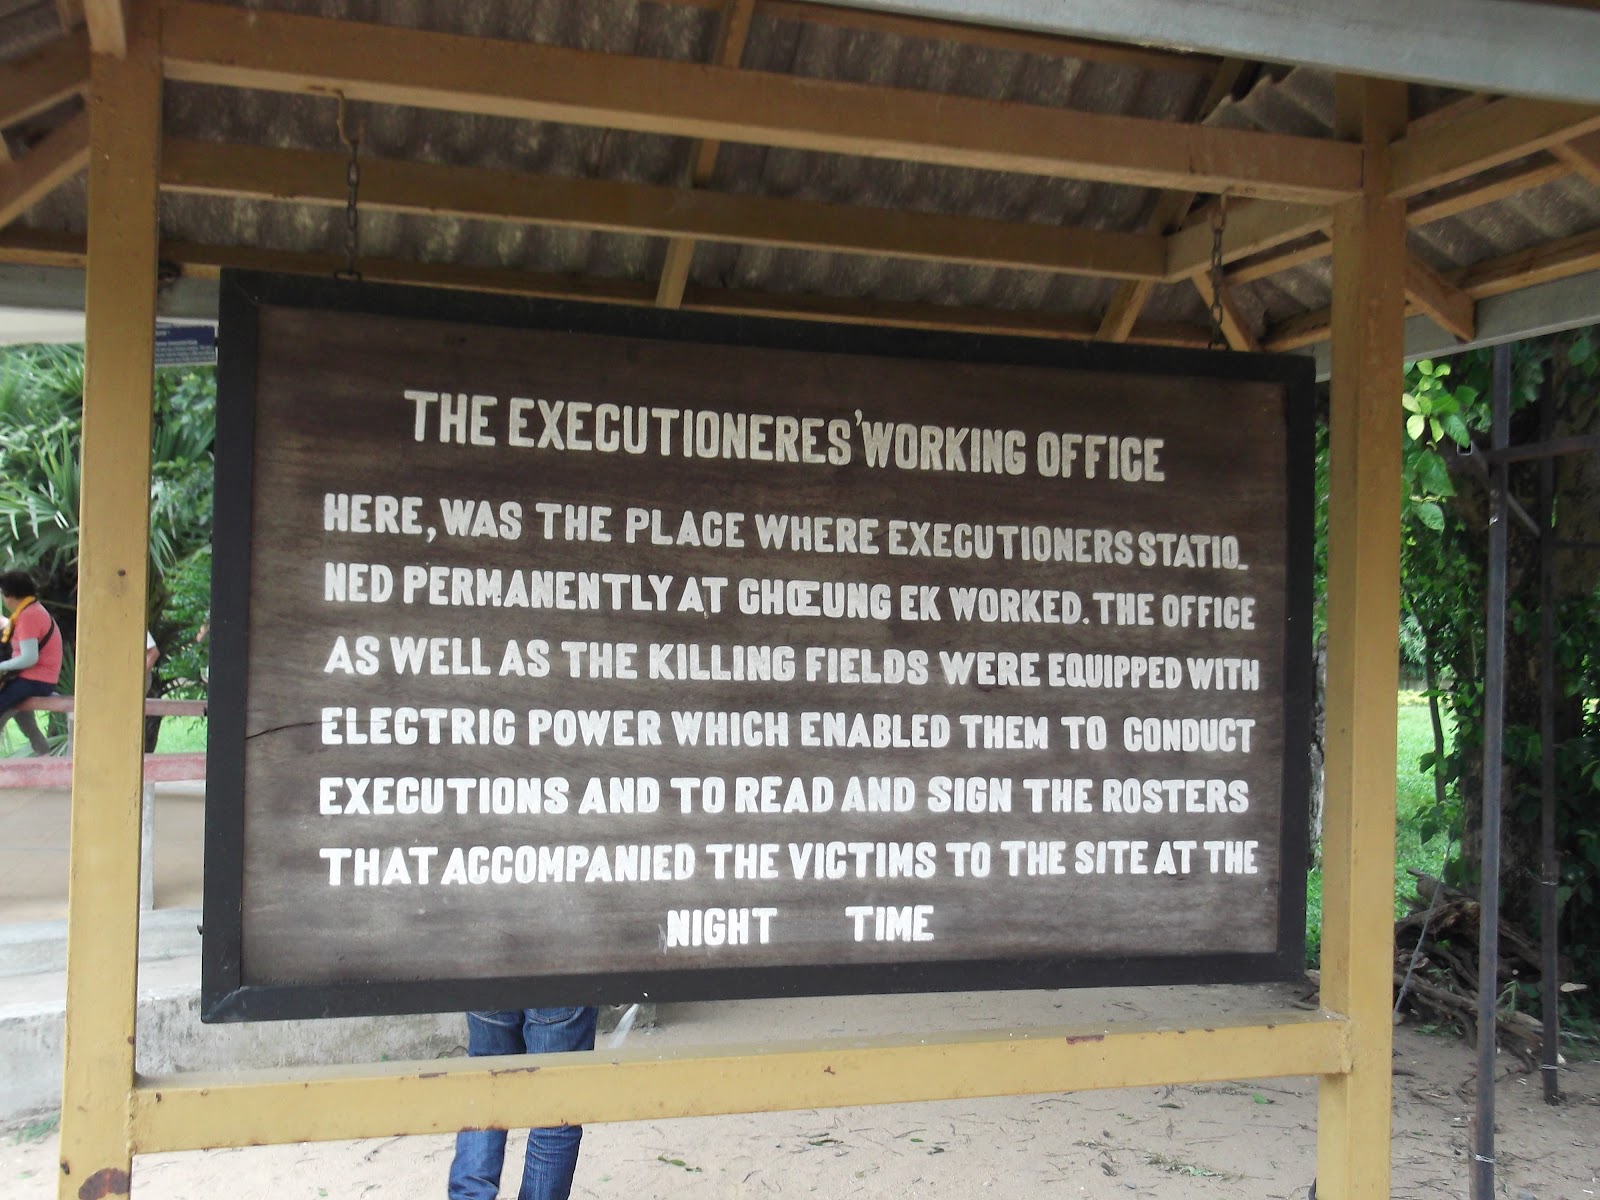 THE EXECUTIONERES' WORKING OFFICE
HERE, WAS THE PLACE WHERE EXECUTIONERS STATIO_
NED PERMANENTLY AT CHŒUNG EK WORKED. THE OFFICE
AS WELL AS THE KILLING FIELDS WERE EQUIPPED WITH
ELECTRIC POWER WHICH ENABLED THEM TO CONDUCT
EXECUTIONS AND TO READ AND SIGN THE ROSTERS
THAT ACCOMPANIED THE VICTIMS TO THE SITE AT THE
NIGHT TIME